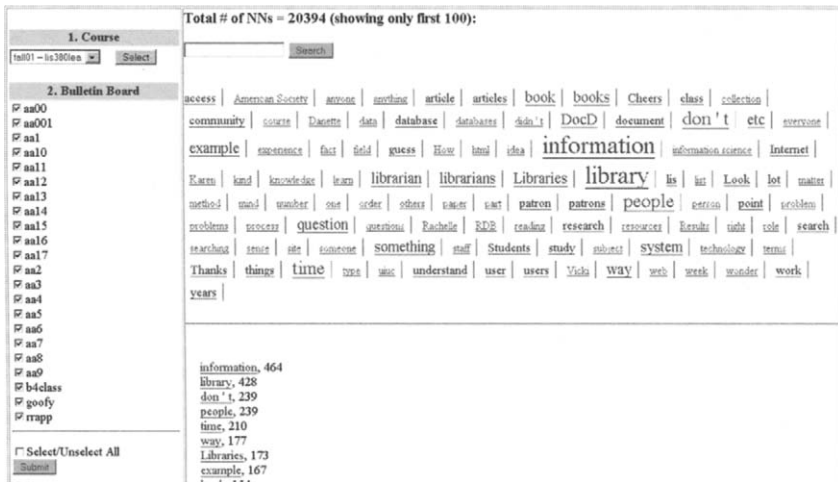 Total # of NNs = 20394 (showing only first 100):
1. Course
fall01 - lis380lea
Select
Search
2. Bulletin Board
aa00
aa001
aa1
aa10
aa11
aa12
aa13
aa14
aa15
aa16
aa17
aa2
aa3
aa4
aa5
aa6
aa7
aa8
aa9
b4class
goofy
rrapp
Select/Unselect All
Submit
access | American Society | anyone | anything | article | articles | book | books | Cheers | class | collection |
community | course | Danette | data | database | databases | didn't | DocD | document | don't | etc | everyone |
example | experience | fact | field | guess | How | html | idea | information | information science | Internet |
Karen | kind | knowledge | learn | librarian | librarians | Libraries | library | lis | list | Look | lot | matter |
method | mind | number | one | order | others | paper | part | patron | patrons | people | person | point | problem |
problems | process | question | questions | Rachelle | RDB | reading | research | resources | Results | right | role | search |
searching | sense | site | someone | something | staff | Students | study | subject | system | technology | terms |
Thanks | things | time | type | uiuc | understand | user | users | Vicki | way | web | week | wonder | work |
years |
information, 464
library, 428
don't, 239
people, 239
time, 210
way, 177
Libraries, 173
example, 167